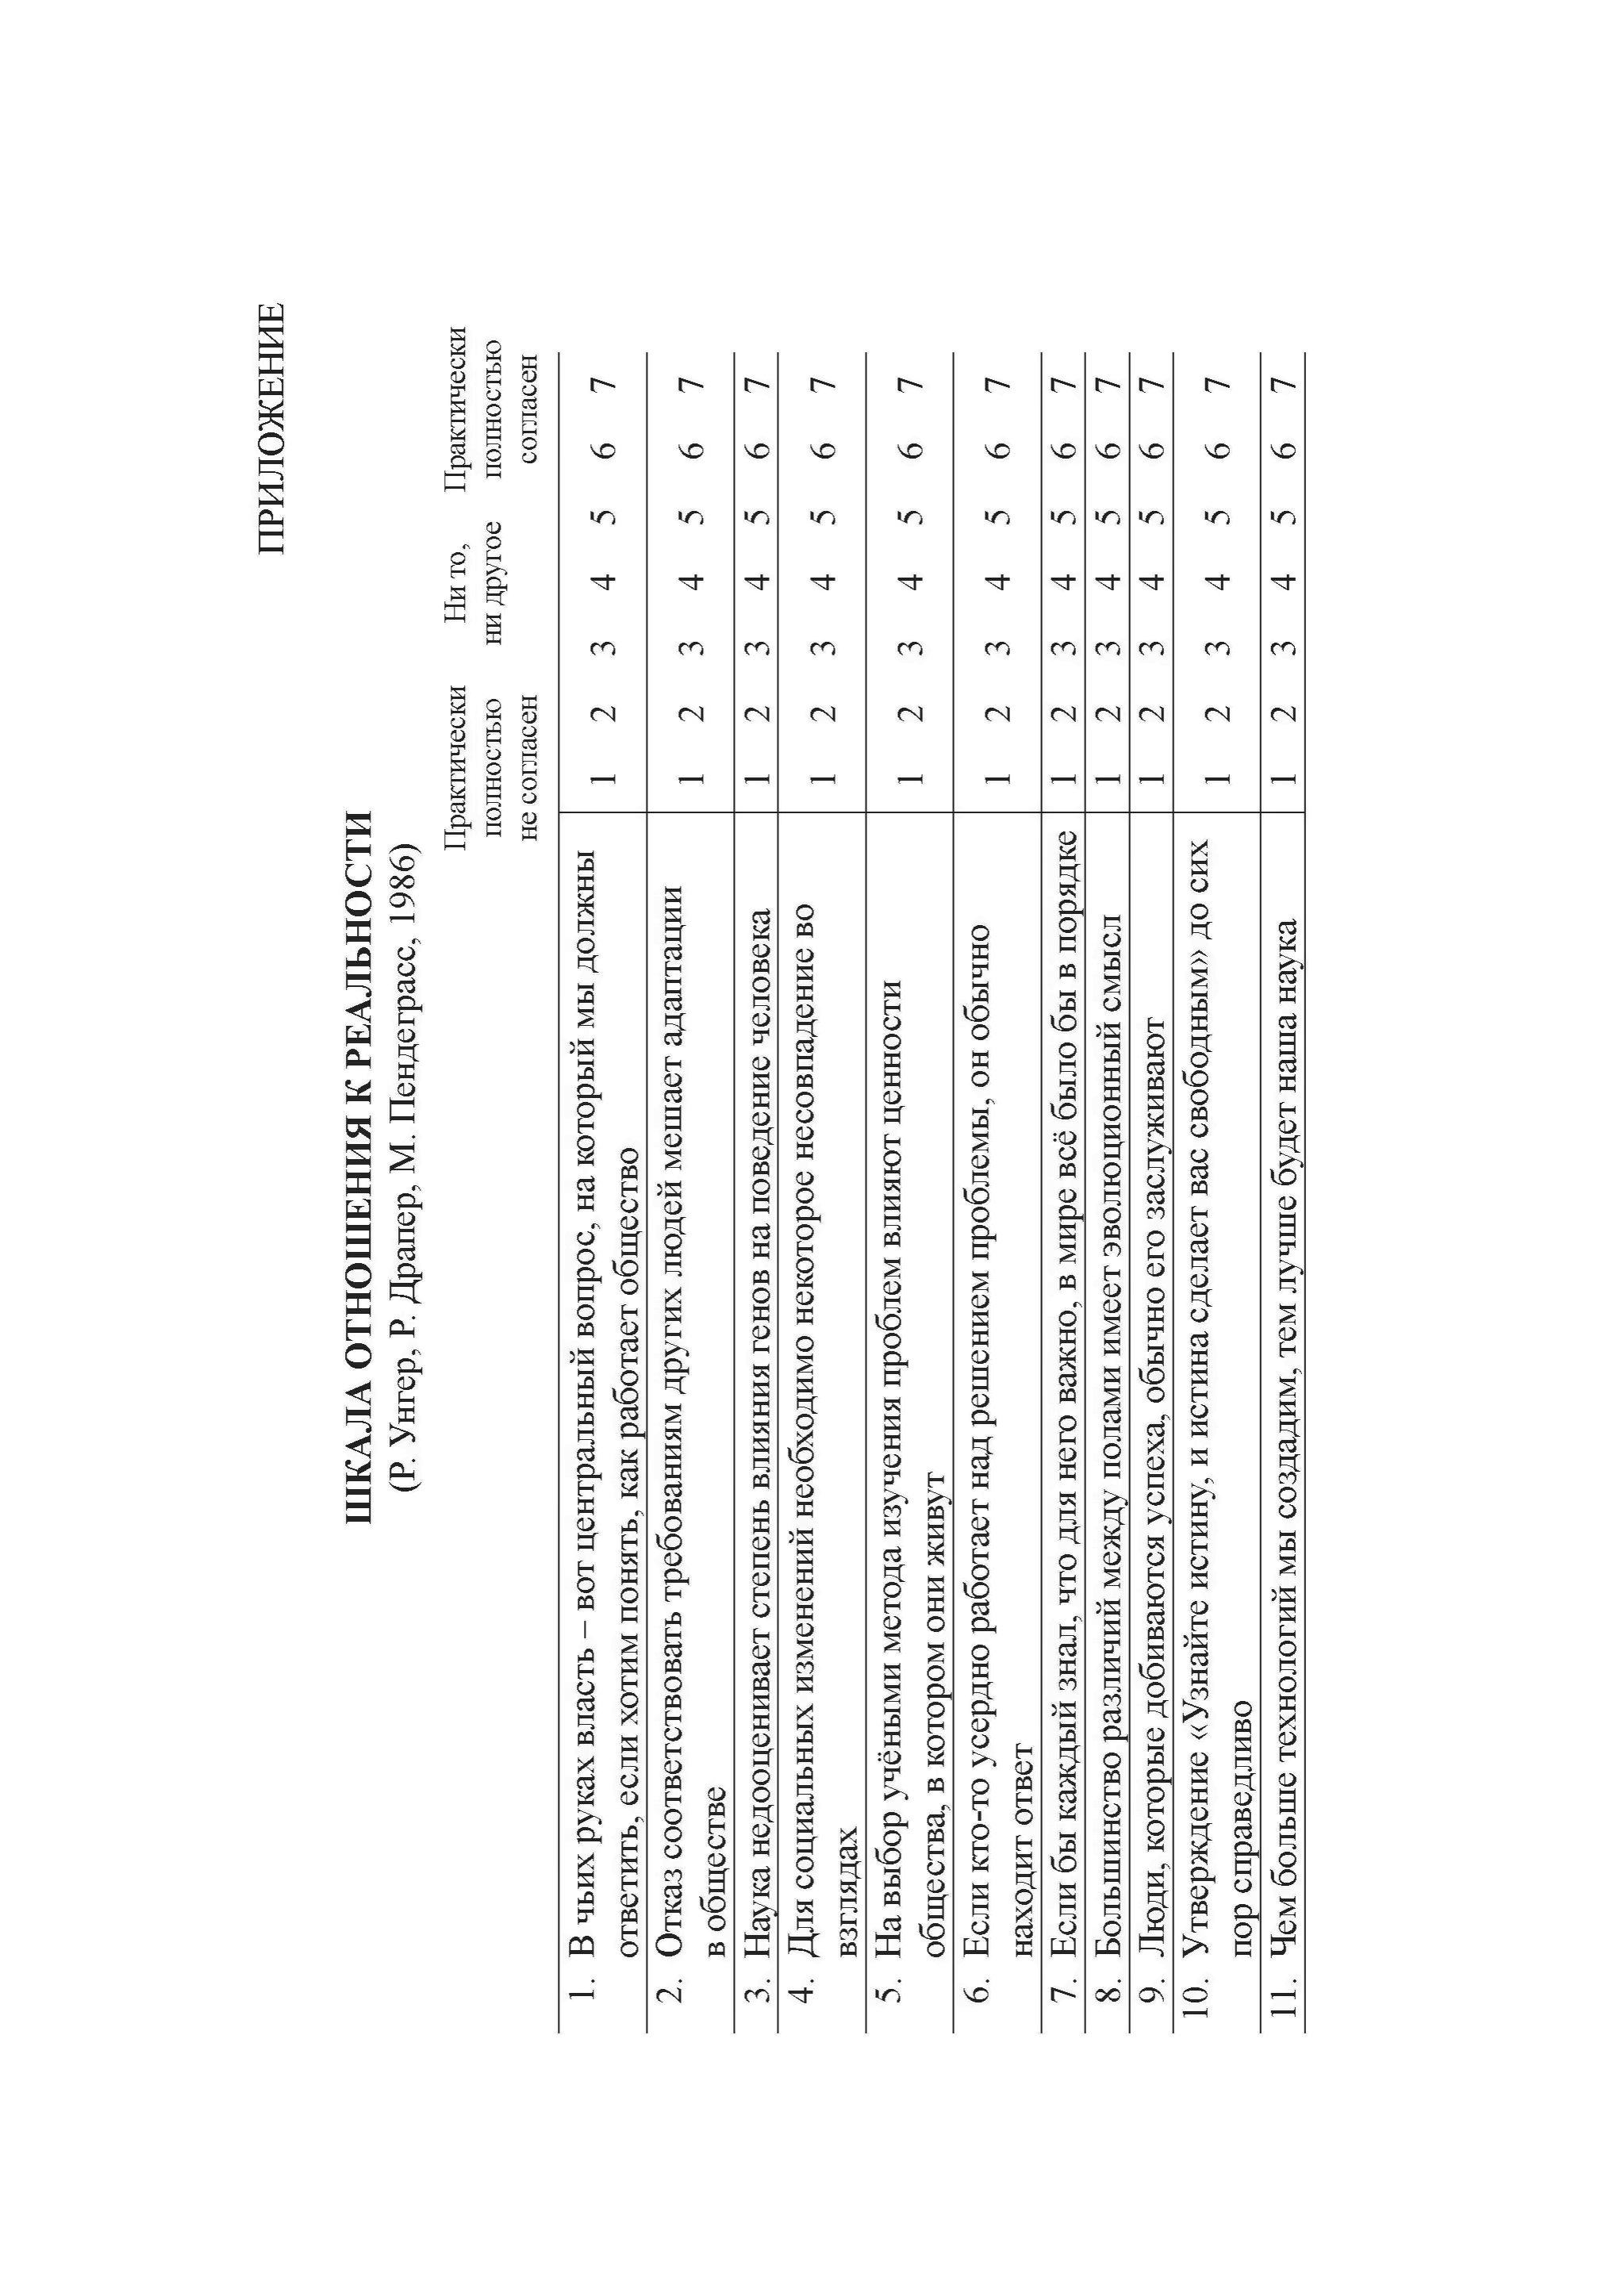 ПРИЛОЖЕНИЕ
ШКАЛА ОТНОШЕНИЯ К РЕАЛЬНОСТИ
(Р. Унгер, Р. Драпер, М. Пендеграсс, 1986)
Практически полностью не согласен
Ни то, ни другое
Практически полностью согласен
1. В чьих руках власть – вот центральный вопрос, на который мы должны
ответить, если хотим понять, как работает общество
1 2 3 4 5 6 7
2. Отказ соответствовать требованиям других людей мешает адаптации
в обществе
1 2 3 4 5 6 7
3. Наука недооценивает степень влияния генов на поведение человека 1 2 3 4 5 6 7
4. Для социальных изменений необходимо некоторое несовпадение во
взглядах
1 2 3 4 5 6 7
5. На выбор учёными метода изучения проблем влияют ценности
общества, в котором они живут
1 2 3 4 5 6 7
6. Если кто-то усердно работает над решением проблемы, он обычно
находит ответ
1 2 3 4 5 6 7
7. Если бы каждый знал, что для него важно, в мире всё было бы в порядке 1 2 3 4 5 6 7
8. Большинство различий между полами имеет эволюционный смысл 1 2 3 4 5 6 7
9. Люди, которые добиваются успеха, обычно его заслуживают 1 2 3 4 5 6 7
10. Утверждение «Узнайте истину, и истина сделает вас свободным» до сих
пор справедливо
1 2 3 4 5 6 7
11. Чем больше технологий мы создадим, тем лучше будет наша наука 1 2 3 4 5 6 7